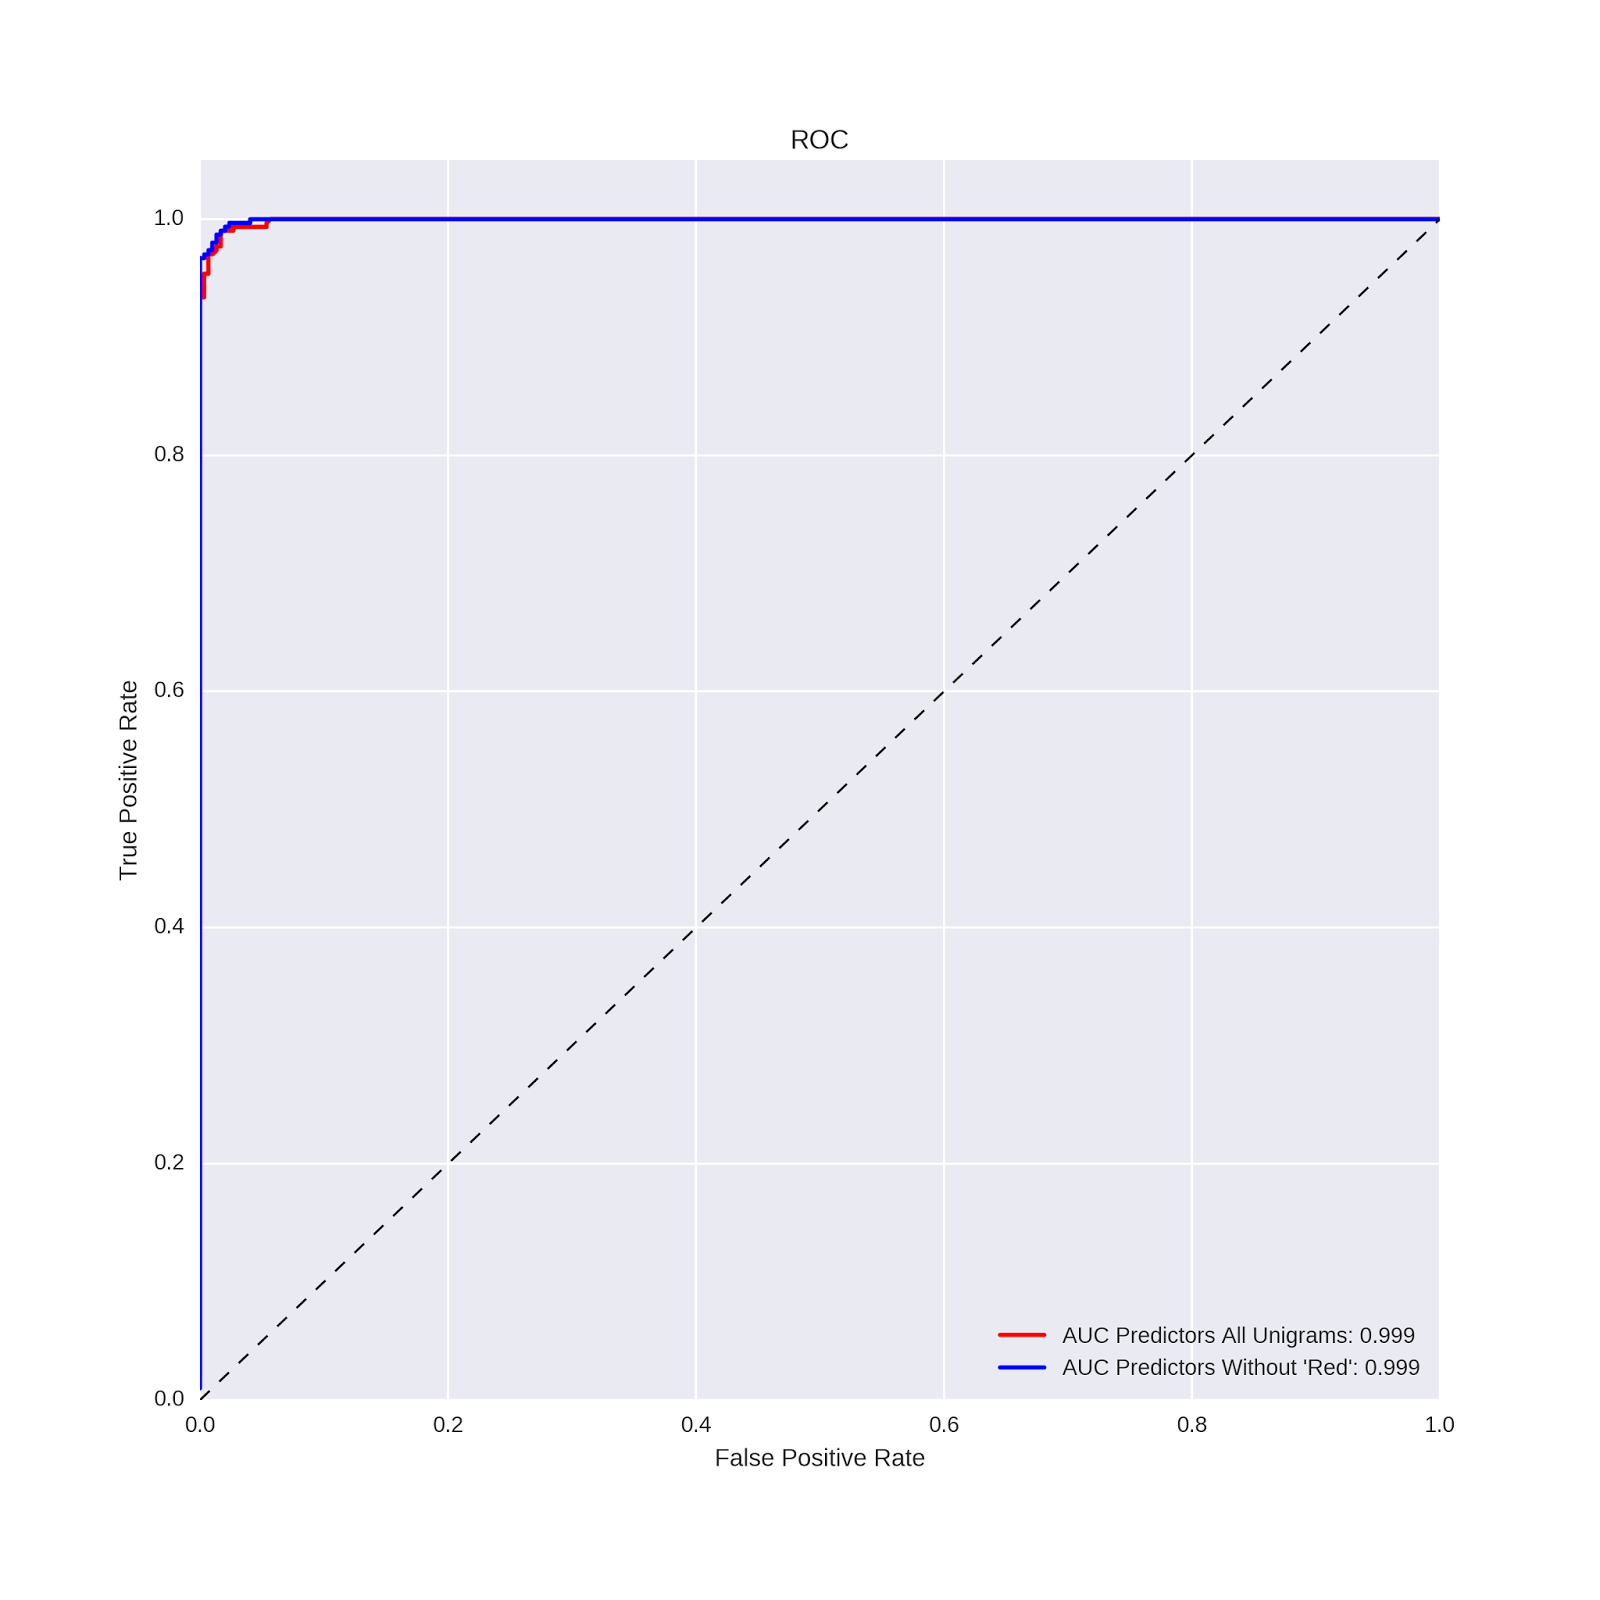 ROC
True Positive Rate
1.0
0.8
0.6
0.4
0.2
0.0
AUC Predictors All Unigrams: 0.999
AUC Predictors Without 'Red': 0.999
0.0 0.2 0.4 0.6 0.8 1.0
False Positive Rate